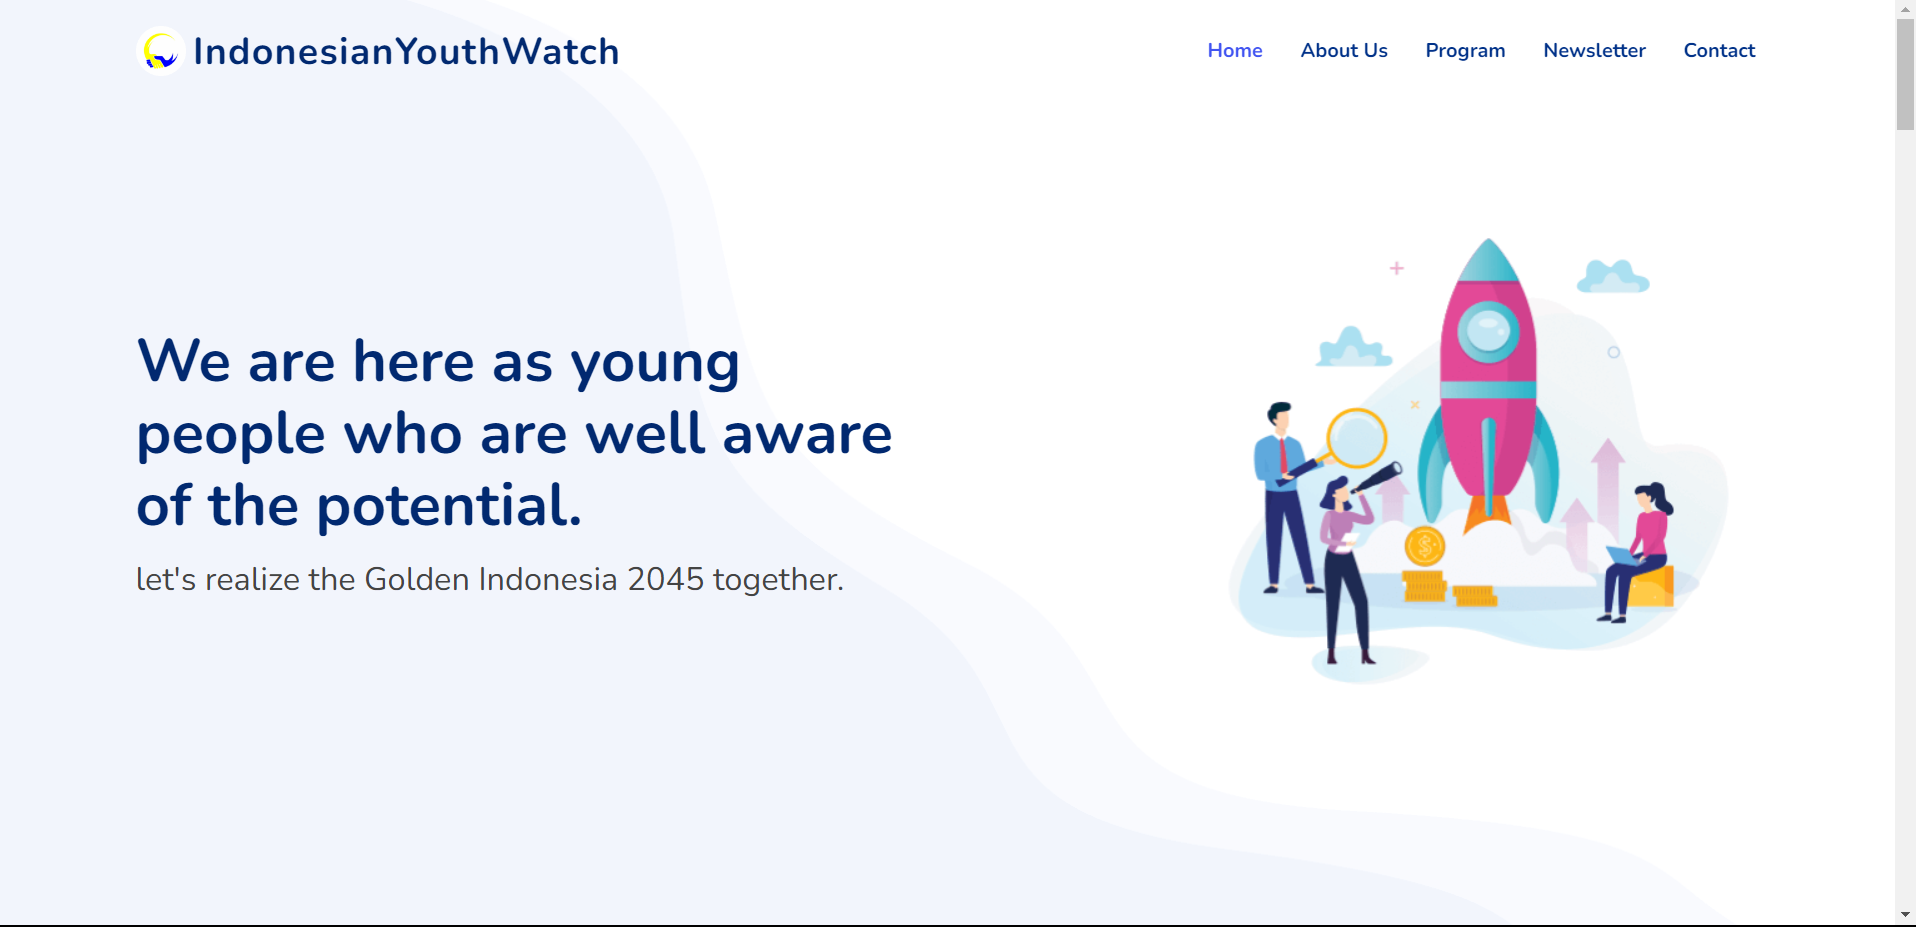 IndonesianYouthWatch
Home About Us Program Newsletter Contact
We are here as young
people who are well aware
of the potential.
let's realize the Golden Indonesia 2045 together.